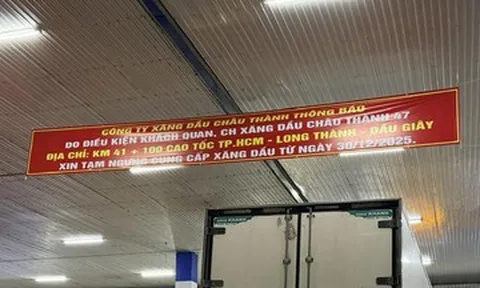 CÔNG TY XĂNG DẦU CHÂU THÀNH THÔNG BÁO
DO ĐIỀU KIỆN KHÁCH QUAN, CH XĂNG DẦU CHÂU THÀNH 47
ĐỊA CHỈ: KM 41 + 100 CAO TỐC TP.HCM - LONG THÀNH - DẦU GIÂY
XIN TẠM NGƯNG CUNG CẤP XĂNG DẦU TỪ NGÀY 30/12/2025.